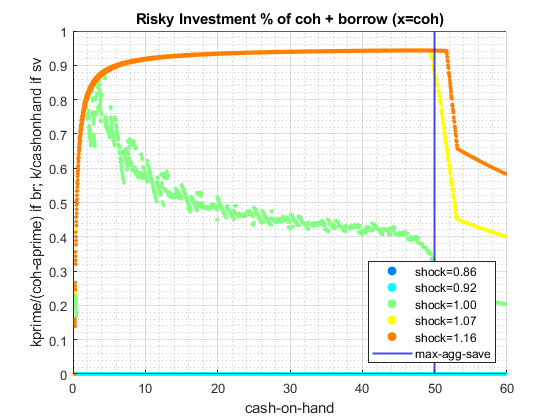 Risky Investment % of coh + borrow (x=coh)
kprime/(coh-aprime) if br; k/cashonhand if sv
1
0.9
0.8
0.7
0.6
0.5
0.4
0.3
0.2
0.1
0
0 10 20 30 40 50 60
cash-on-hand
shock=0.86
shock=0.92
shock=1.00
shock=1.07
shock=1.16
max-agg-save